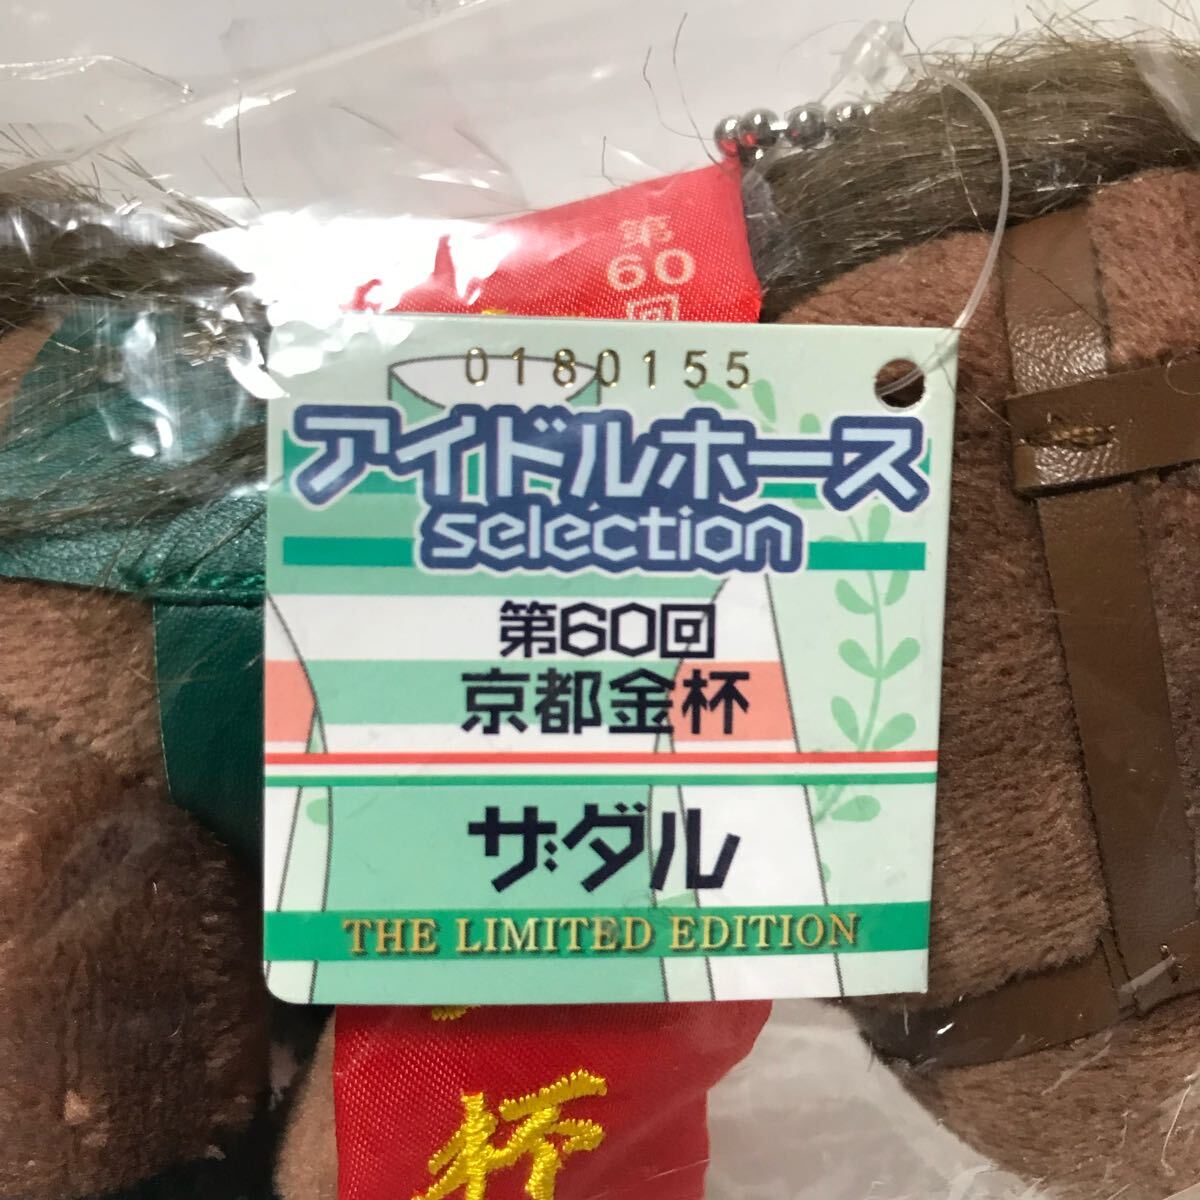 第
60
回
0180155
アイドルホース
selection
第60回
京都金杯
ザダル
THE LIMITED EDITION
杯